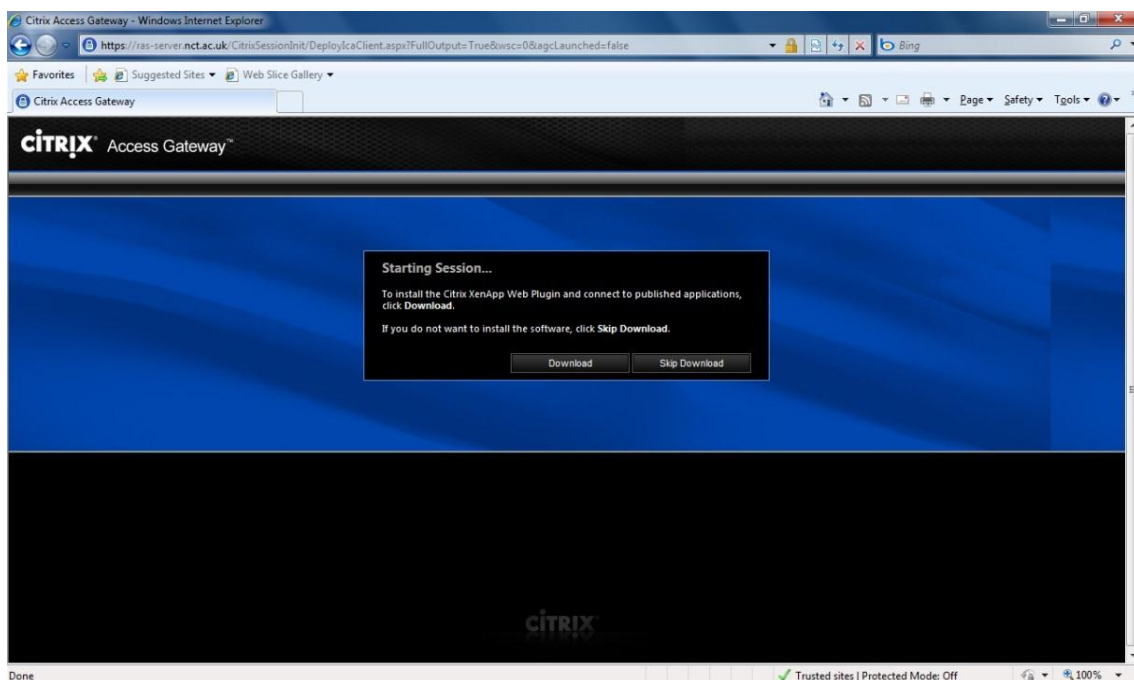 Citrix Access Gateway - Windows Internet Explorer
https://ras-server.nct.ac.uk/CitrixSessionInit/DeployIcaClient.aspx?FullOutput=True&wsc=0&agcLaunched=false
Bing
Favorites Suggested Sites Web Slice Gallery
Citrix Access Gateway Page Safety Tools
CITRIX Access Gateway™
Starting Session...
To install the Citrix XenApp Web Plugin and connect to published applications,
click Download.
If you do not want to install the software, click Skip Download.
Download Skip Download
CITRIX
Done Trusted sites | Protected Mode: Off 100%